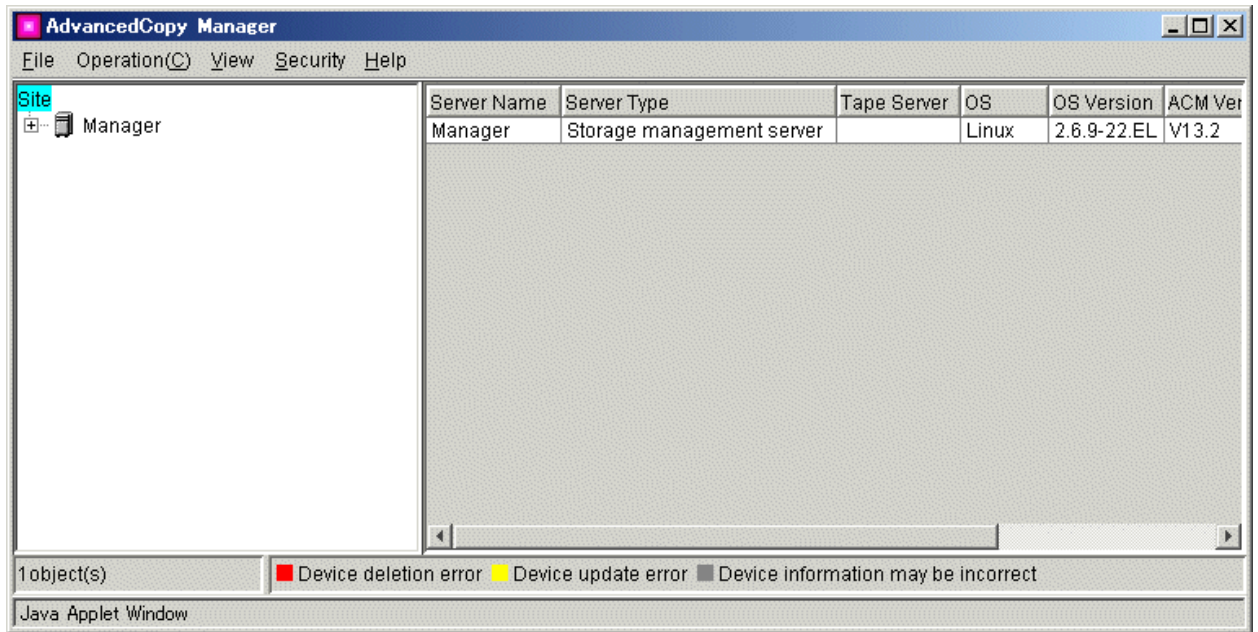 AdvancedCopy Manager
File Operation(C) View Security Help
Site
Manager
Server Name Server Type Tape Server OS OS Version ACM Ver
Manager Storage management server Linux 2.6.9-22.EL V13.2
1object(s) Device deletion error Device update error Device information may be incorrect
Java Applet Window